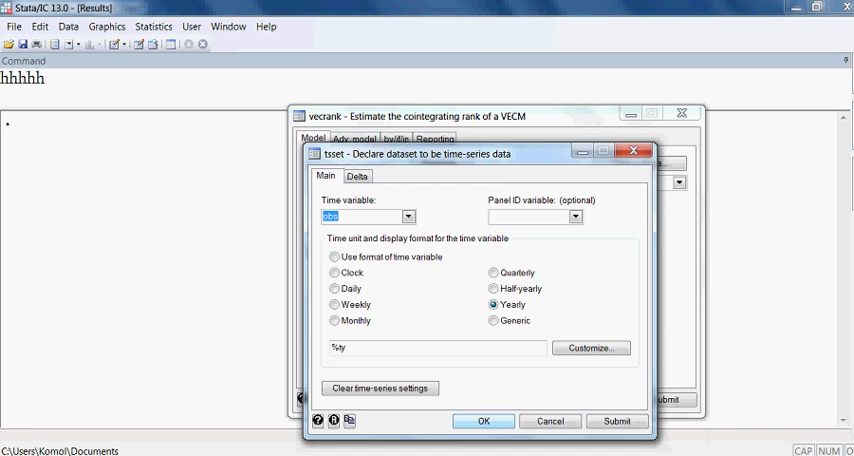 Stata/IC 13.0 - [Results]
File Edit Data Graphics Statistics User Window Help
Command
hhhhh
.
vecrank - Estimate the cointegrating rank of a VECM
Model Adv. model by/if/in Reporting
tsset - Declare dataset to be time-series data
Main Delta
Time variable: Panel ID variable: (optional)
obs
Time unit and display format for the time variable
Use format of time variable
Clock Quarterly
Daily Half-yearly
Weekly Yearly
Monthly Generic
%ty Customize...
Clear time-series settings
OK Cancel Submit
C:\Users\Komol\Documents CAP NUM